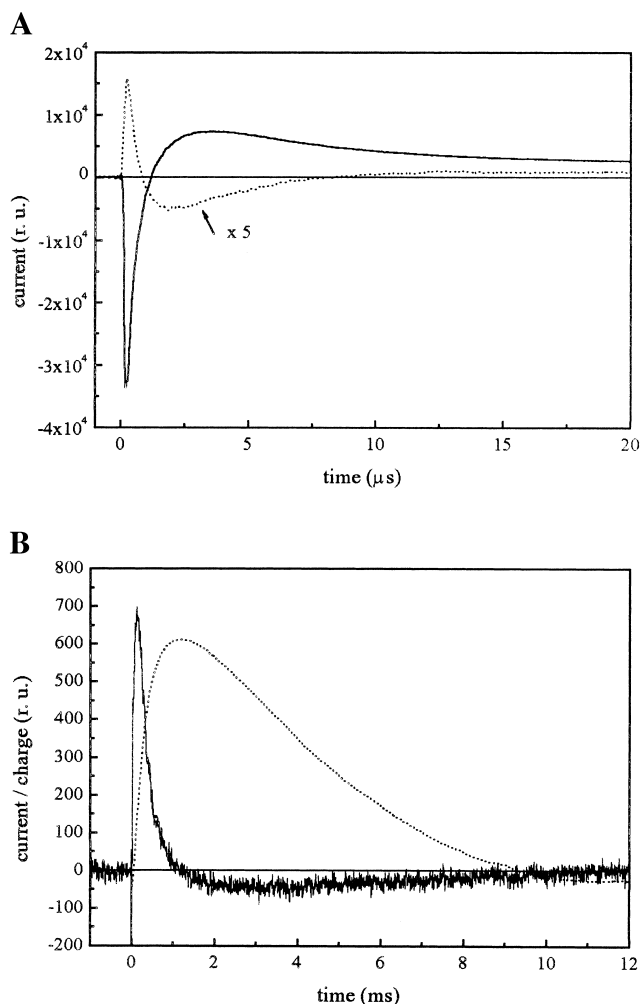 A
2x10⁴
1x10⁴
0
-1x10⁴
-2x10⁴
-3x10⁴
-4x10⁴
current (r. u.)
x 5
0 5 10 15 20
time (μs)
B
800
700
600
500
400
300
200
100
0
-100
-200
current / charge (r. u.)
0 2 4 6 8 10 12
time (ms)